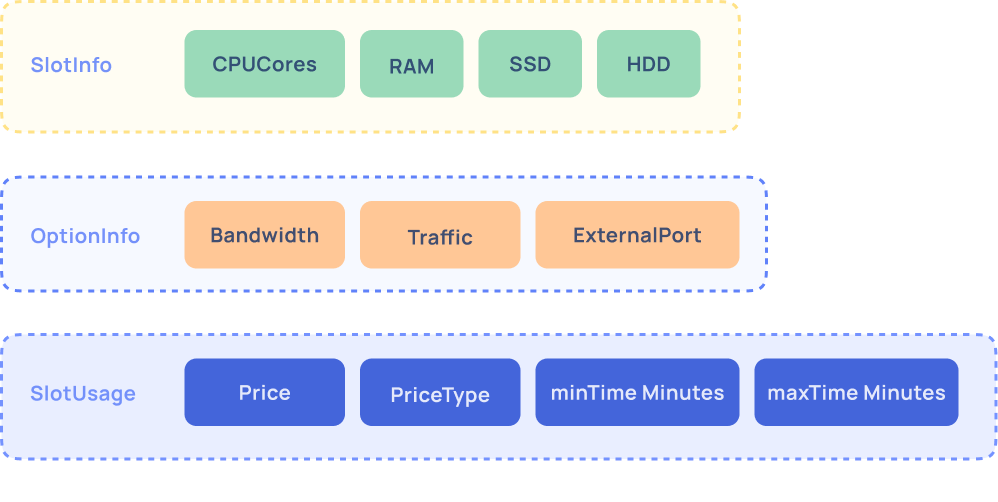 SlotInfo
CPUCores
RAM
SSD
HDD
OptionInfo
Bandwidth
Traffic
ExternalPort
SlotUsage
Price
PriceType
minTime Minutes
maxTime Minutes